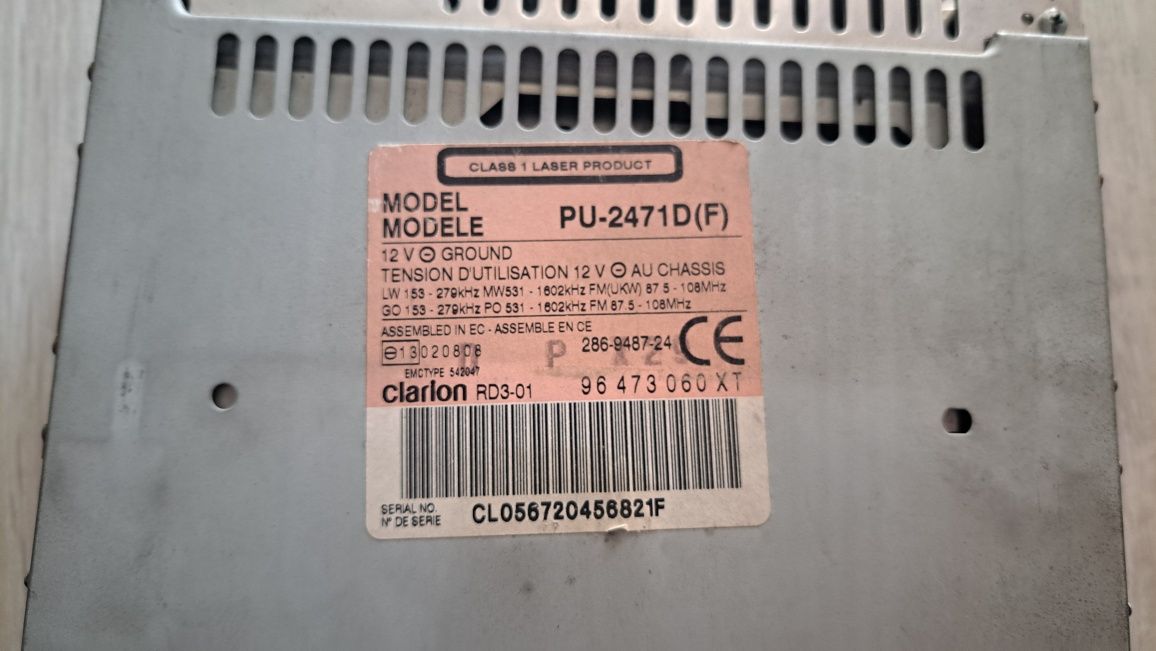 CLASS 1 LASER PRODUCT
MODEL
MODELE PU-2471D(F)
12 V ⊖ GROUND
TENSION D'UTILISATION 12 V ⊖ AU CHASSIS
LW 153 - 279kHz MW531 - 1602kHz FM(UKW) 87.5 - 108MHz
GO 153 - 279kHz PO 531 - 1602kHz FM 87.5 - 108MHz
ASSEMBLED IN EC - ASSEMBLE EN CE
286-9487-24 CE
⊖13 020808
P
EMCTYPE 542047
clarion RD3-01 96 473 060 XT
SERIAL NO.
N° DE SERIE CL056720456821F